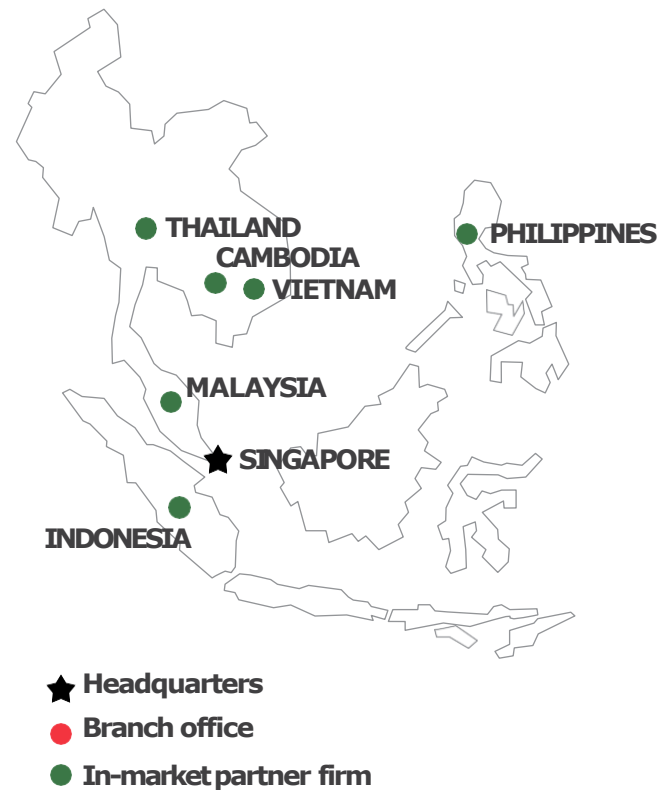 THAILAND
PHILIPPINES
CAMBODIA
VIETNAM
MALAYSIA
SINGAPORE
INDONESIA
Headquarters
Branch office
In-market partner firm